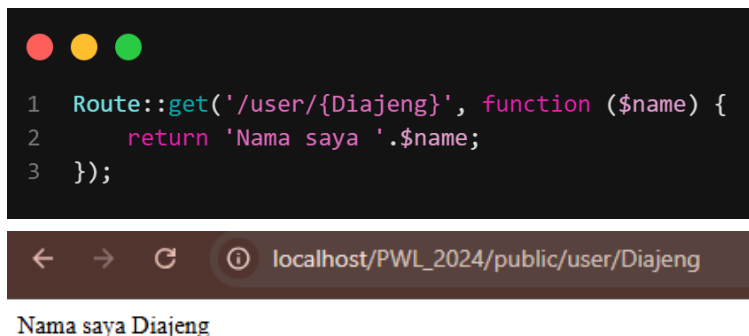 1 Route::get('/user/{Diajeng}', function ($name) {
2     return 'Nama saya '.$name;
3 });
localhost/PWL_2024/public/user/Diajeng
Nama saya Diajeng